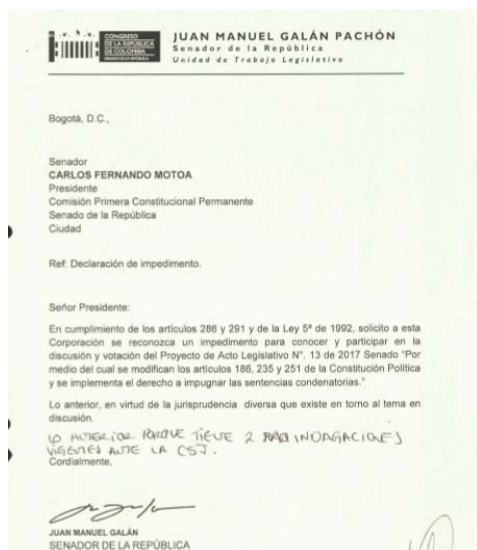 CONGRESO
DE LA REPÚBLICA
DE COLOMBIA
JUAN MANUEL GALÁN PACHÓN
Senador de la República
Unidad de Trabajo Legislativo
Bogotá, D.C.,
Senador
CARLOS FERNANDO MOTOA
Presidente
Comisión Primera Constitucional Permanente
Senado de la República
Ciudad
Ref: Declaración de impedimento.
Señor Presidente:
En cumplimiento de los artículos 286 y 291 y de la Ley 5ª de 1992, solicito a esta
Corporación se reconozca un impedimento para conocer y participar en la
discusión y votación del Proyecto de Acto Legislativo N°. 13 de 2017 Senado "Por
medio del cual se modifican los artículos 186, 235 y 251 de la Constitución Política
y se implementa el derecho a impugnar las sentencias condenatorias."
Lo anterior, en virtud de la jurisprudencia diversa que existe en torno al tema en
discusión.
LO ANTERIOR PORQUE TIENE 2 INDAGACIONES
VIGENTES ANTE LA CSJ.
Cordialmente,
JUAN MANUEL GALÁN
SENADOR DE LA REPÚBLICA